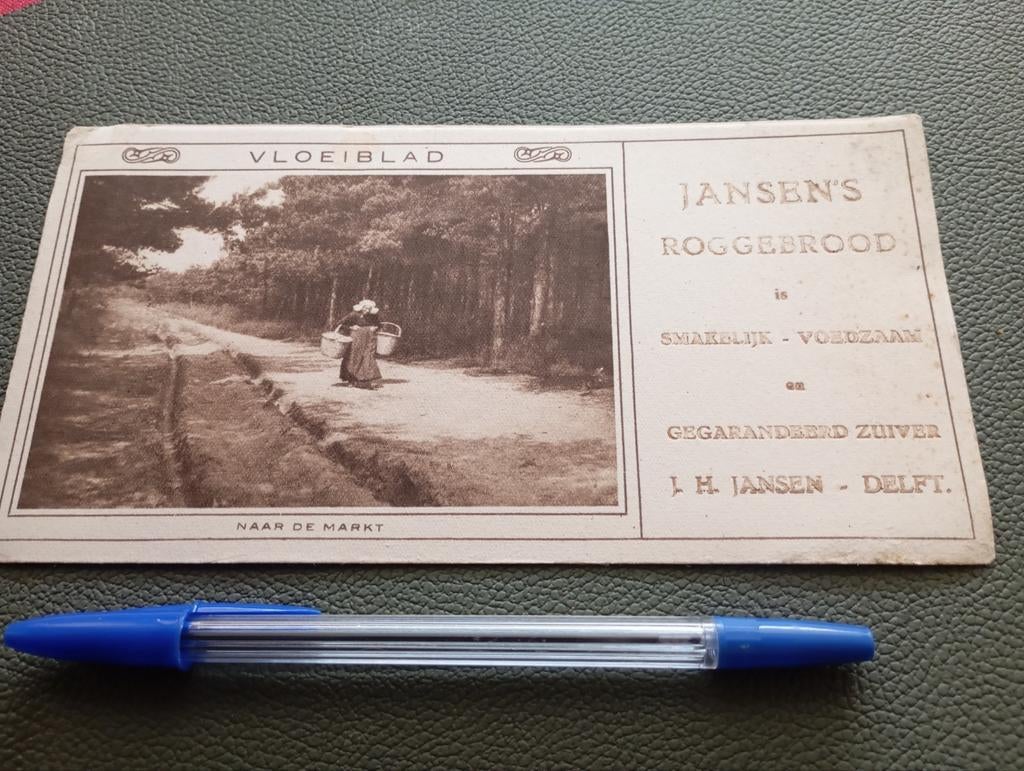 VLOEIBLAD
NAAR DE MARKT
JANSEN'S
ROGGEBROOD
is
SMAKELIJK - VOEDZAAM
en
GEGARANDEERD ZUIVER
J. H. JANSEN - DELFT.